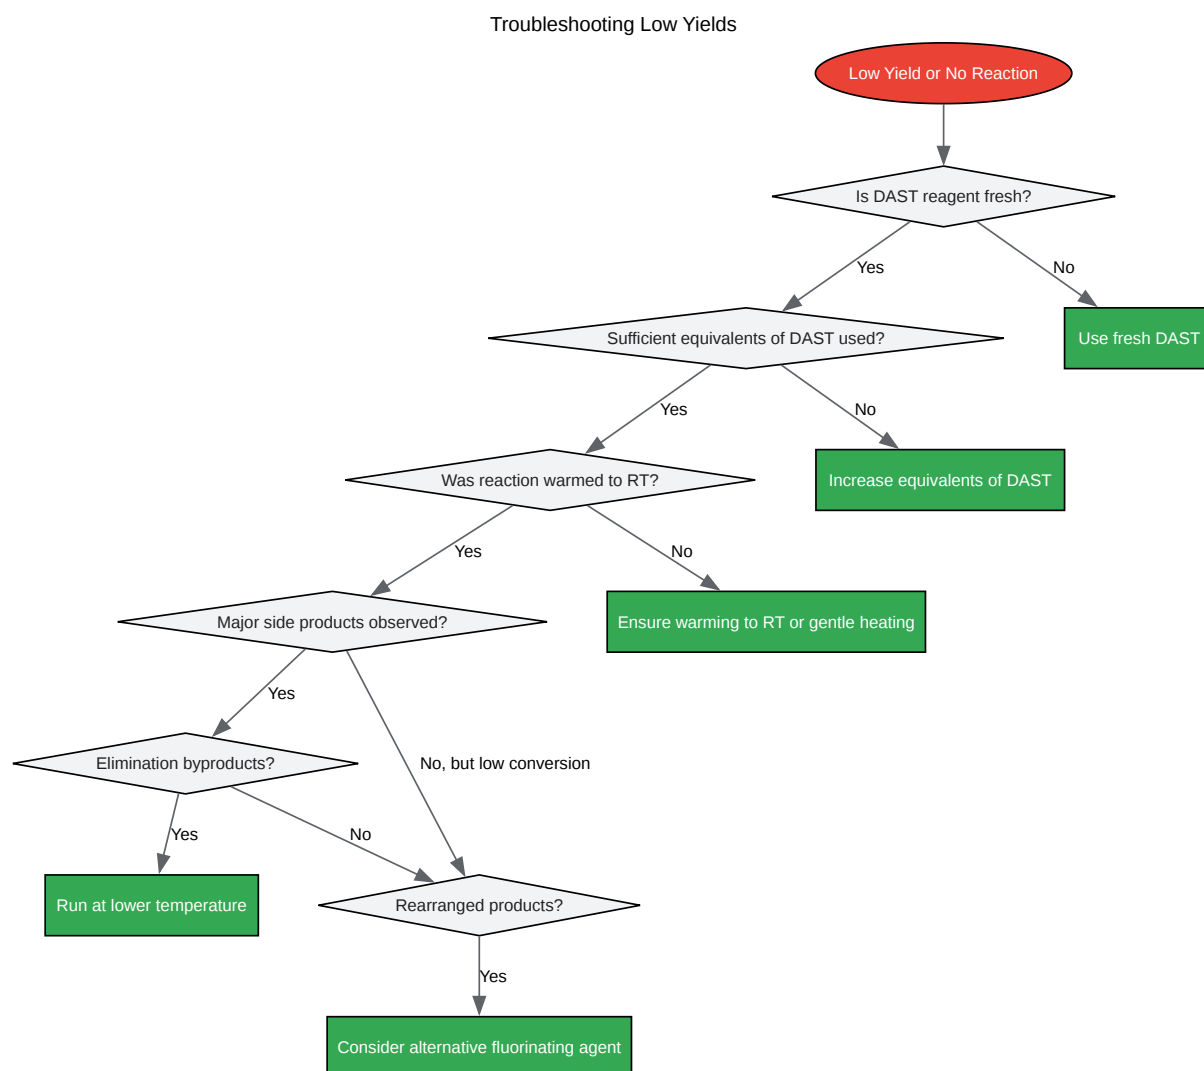 Troubleshooting Low Yields
Low Yield or No Reaction
Is DAST reagent fresh?
Yes
No
Sufficient equivalents of DAST used?
Use fresh DAST
Yes
No
Was reaction warmed to RT?
Increase equivalents of DAST
Yes
No
Major side products observed?
Ensure warming to RT or gentle heating
Yes
Elimination byproducts?
No, but low conversion
Yes
No
Run at lower temperature
Rearranged products?
Yes
Consider alternative fluorinating agent